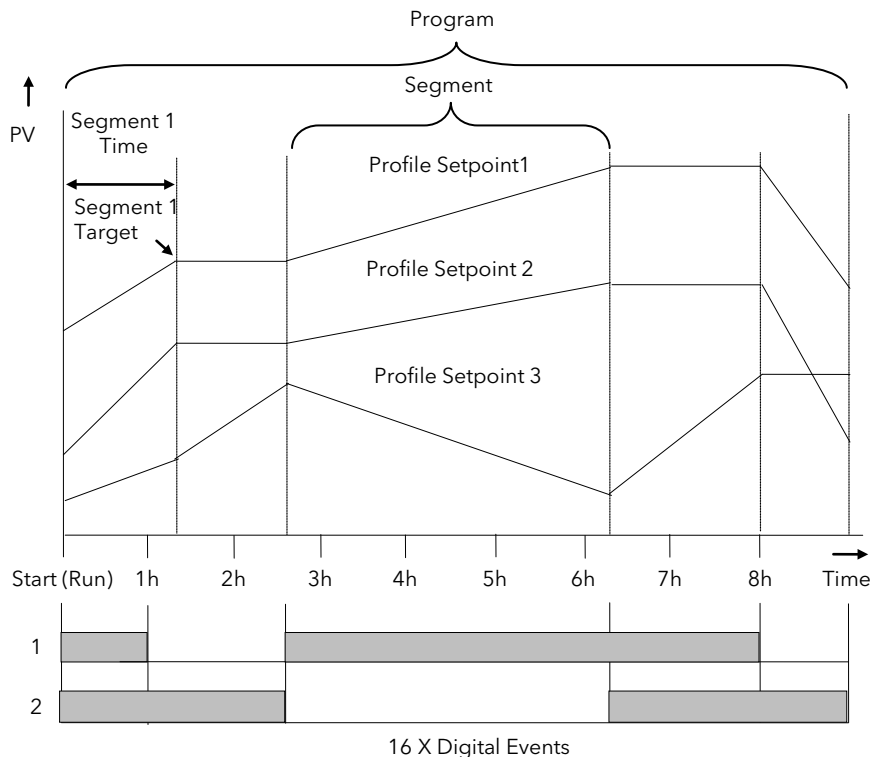 Program
Segment
PV
Segment 1
Time
Profile Setpoint1
Segment 1
Target
Profile Setpoint 2
Profile Setpoint 3
Start (Run) 1h 2h 3h 4h 5h 6h 7h 8h Time
1
2
16 X Digital Events